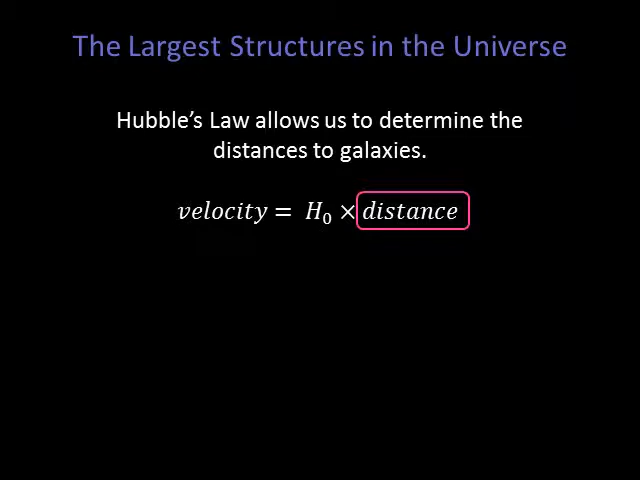 The Largest Structures in the Universe
Hubble's Law allows us to determine the
distances to galaxies.
velocity = H₀ × distance